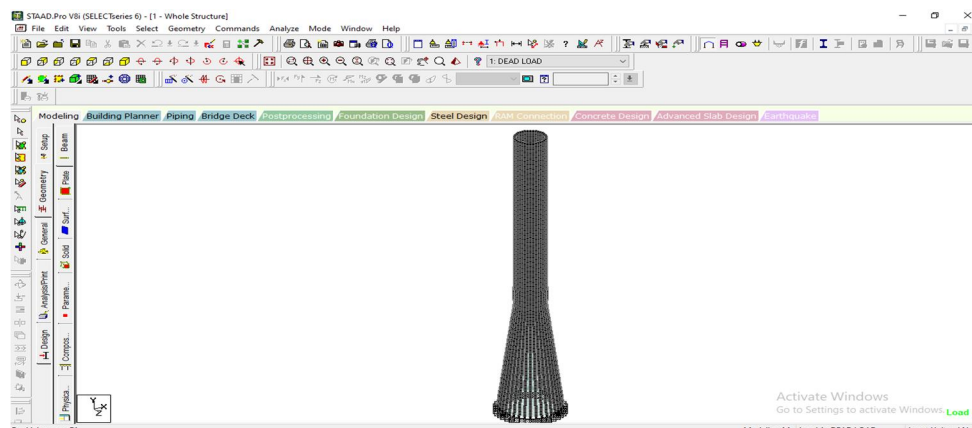 STAAD.Pro V8i (SELECTseries 6) - [1 - Whole Structure]
File Edit View Tools Select Geometry Commands Analyze Mode Window Help
1: DEAD LOAD
Modeling Building Planner Piping Bridge Deck Postprocessing Foundation Design Steel Design RAM Connection Concrete Design Advanced Slab Design Earthquake
Setup
Geometry
General
Analysis/Print
Design
Beam
Plate
Surf...
Solid
Parame...
Compos...
Physica...
Y
X
Z
Activate Windows
Go to Settings to activate Windows.
Load